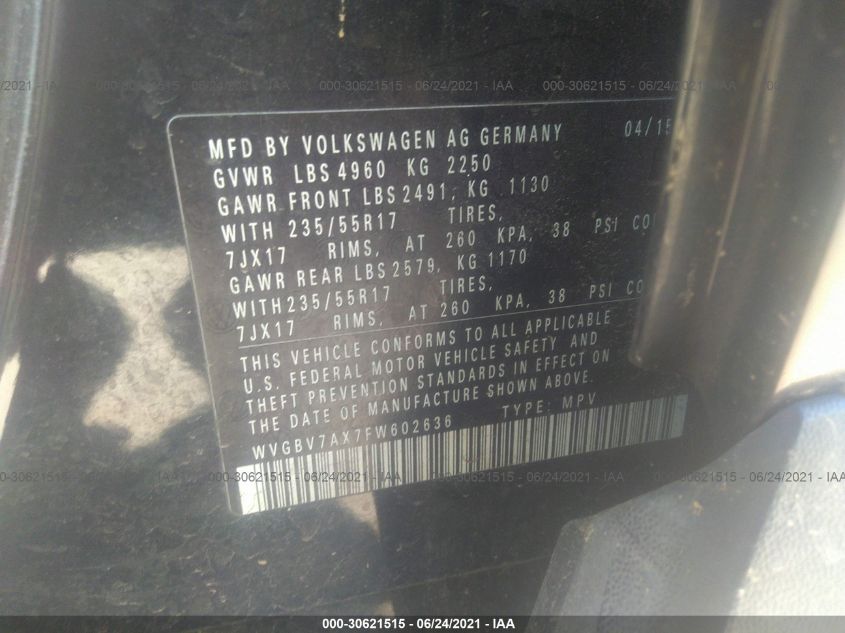 000-30621515 - 06/24/2021 - IAA 000-30621515 - 06/24/2021 - IAA
MFD BY VOLKSWAGEN AG GERMANY 04/15
GVWR LBS 4960 KG 2250
GAWR FRONT LBS 2491, KG 1130
WITH 235/55R17 TIRES,
7JX17 RIMS, AT 260 KPA, 38 PSI
GAWR REAR LBS 2579, KG 1170
WITH 235/55R17 TIRES,
7JX17 RIMS, AT 260 KPA, 38 PSI
THIS VEHICLE CONFORMS TO ALL APPLICABLE
U.S. FEDERAL MOTOR VEHICLE SAFETY AND
THEFT PREVENTION STANDARDS IN EFFECT ON
THE DATE OF MANUFACTURE SHOWN ABOVE.
WVGBV7AX7FW602636 TYPE: MPV
000-30621515 - 06/24/2021 - IAA 000-30621515 - 06/24/2021 - IAA
000-30621515 - 06/24/2021 - IAA